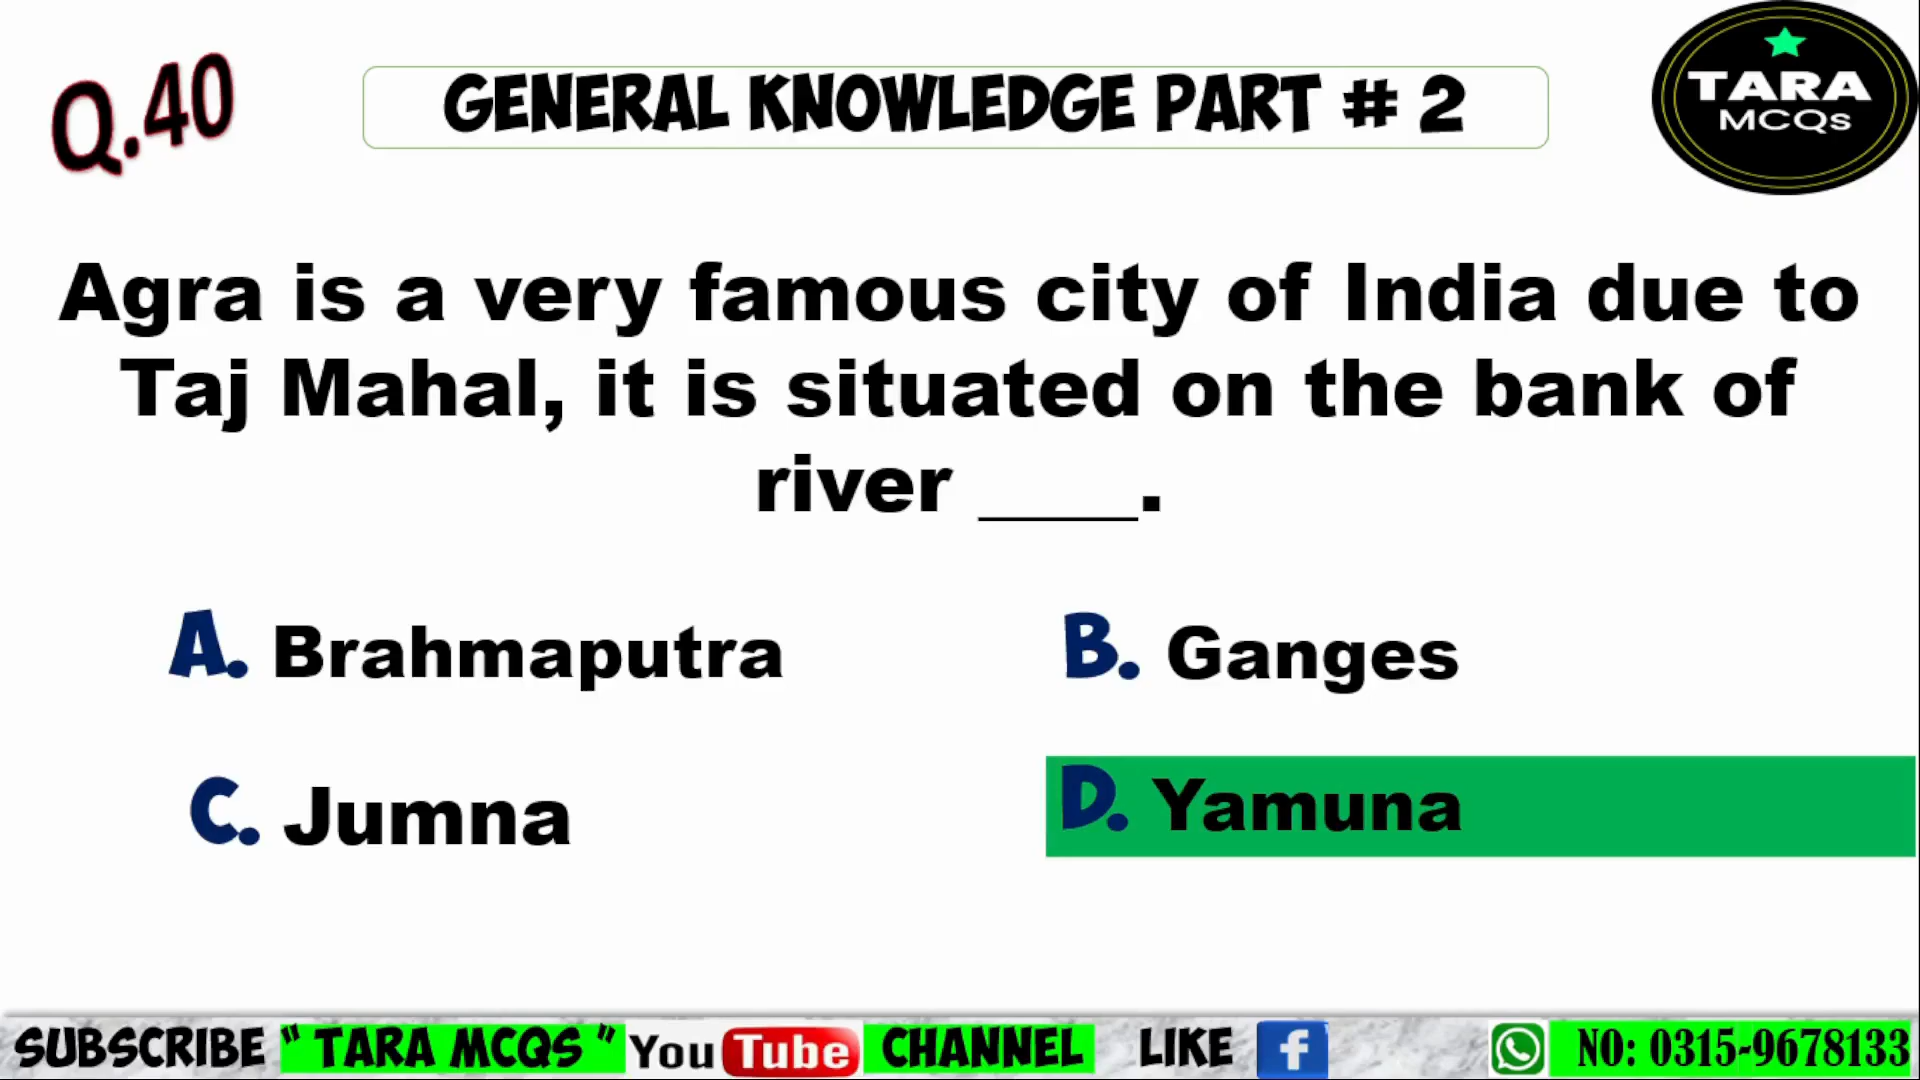 Q.40
GENERAL KNOWLEDGE PART # 2
TARA
MCQs
Agra is a very famous city of India due to
Taj Mahal, it is situated on the bank of
river ____.
A. Brahmaputra
B. Ganges
C. Jumna
D. Yamuna
SUBSCRIBE " TARA MCQS " YouTube CHANNEL LIKE f NO: 0315-9678133